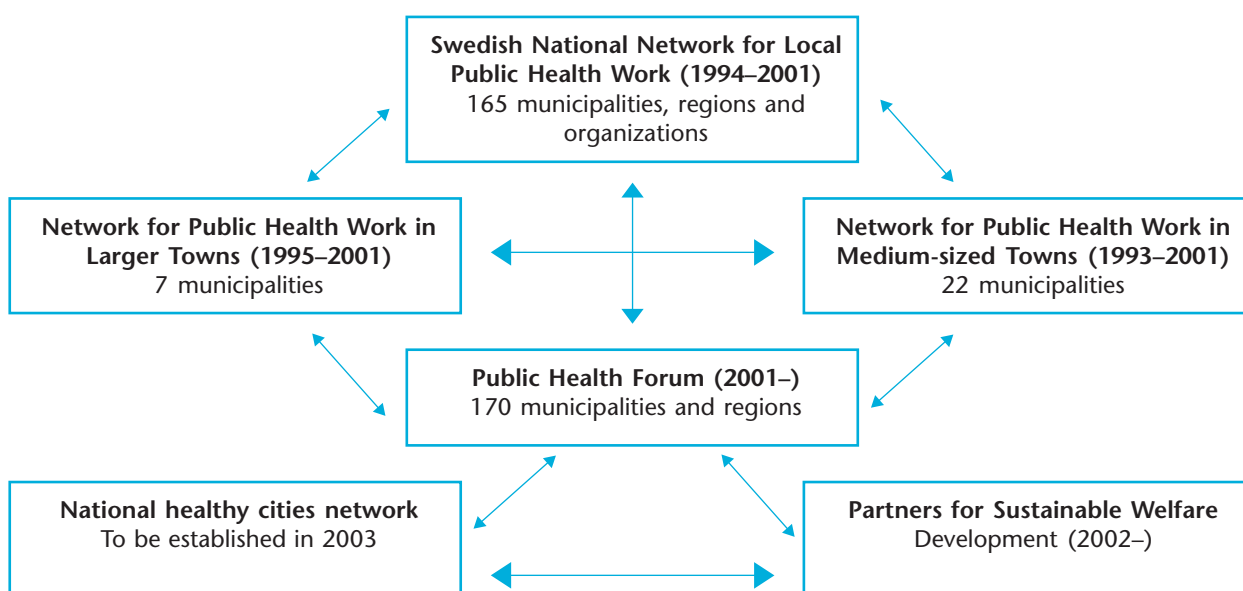 Swedish National Network for Local
Public Health Work (1994–2001)
165 municipalities, regions and
organizations
Network for Public Health Work in
Larger Towns (1995–2001)
7 municipalities
Network for Public Health Work in
Medium-sized Towns (1993–2001)
22 municipalities
Public Health Forum (2001–)
170 municipalities and regions
National healthy cities network
To be established in 2003
Partners for Sustainable Welfare
Development (2002–)